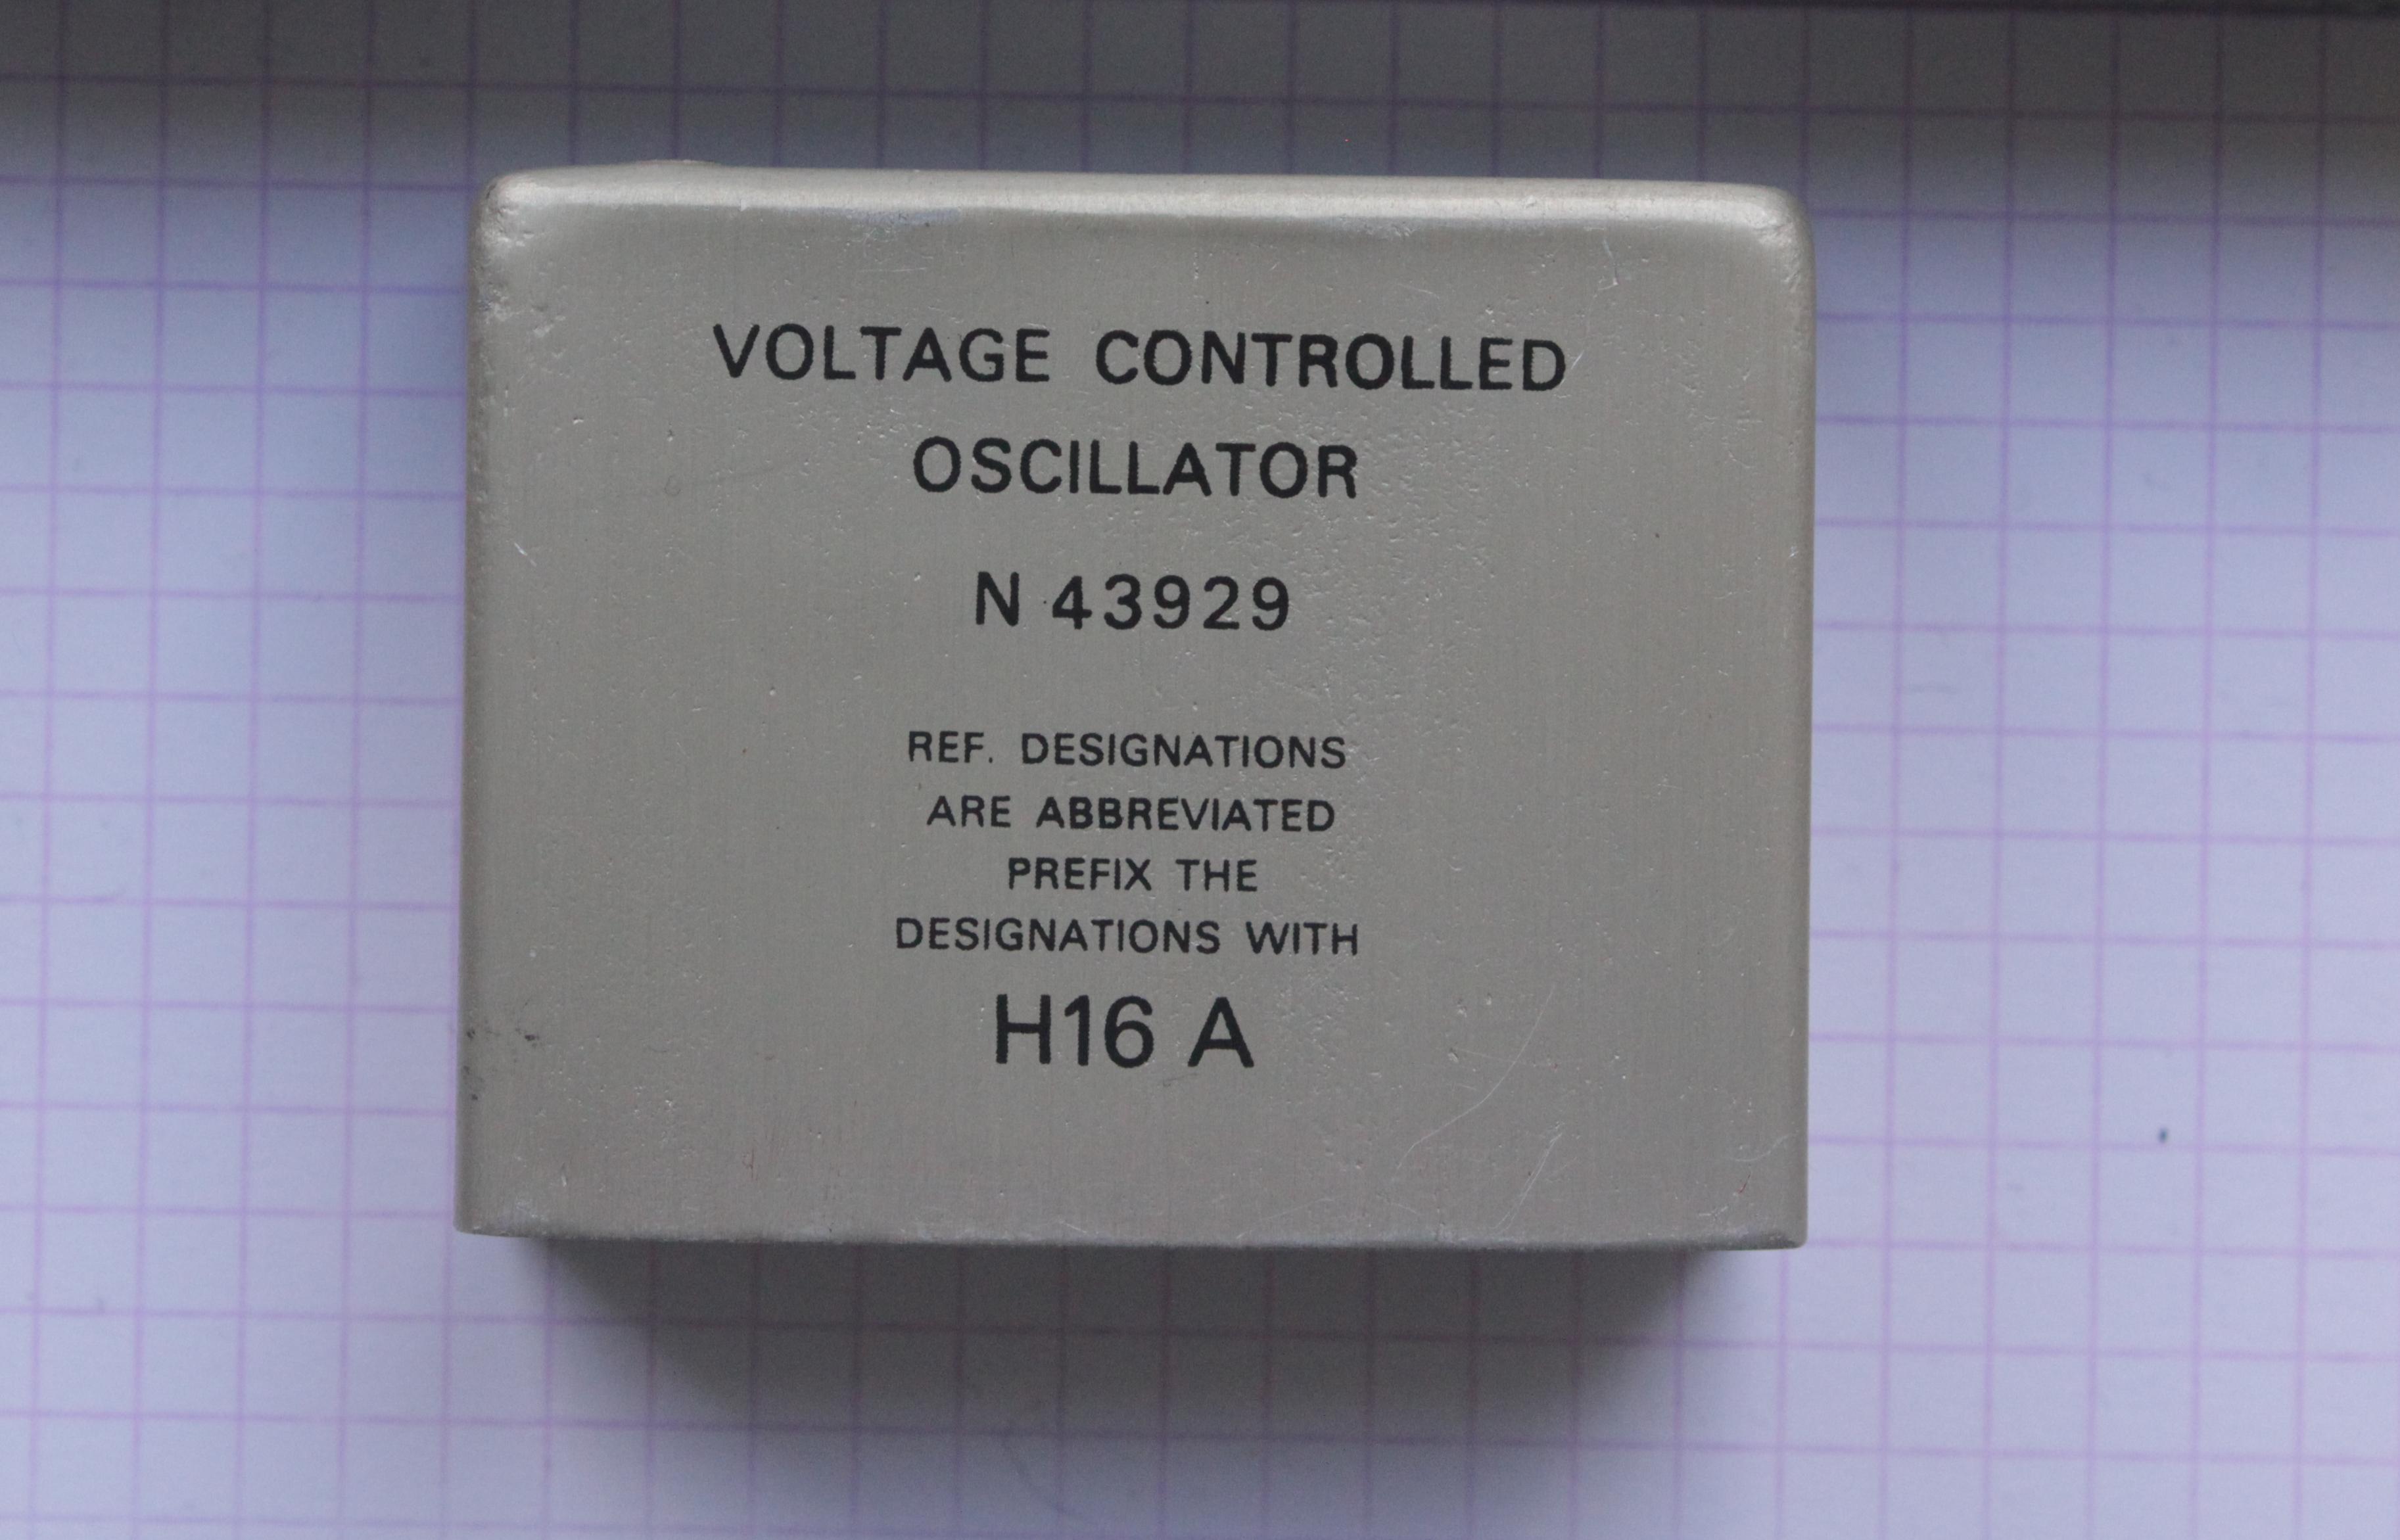 VOLTAGE CONTROLLED
OSCILLATOR
N 43929
REF. DESIGNATIONS
ARE ABBREVIATED
PREFIX THE
DESIGNATIONS WITH
H16 A